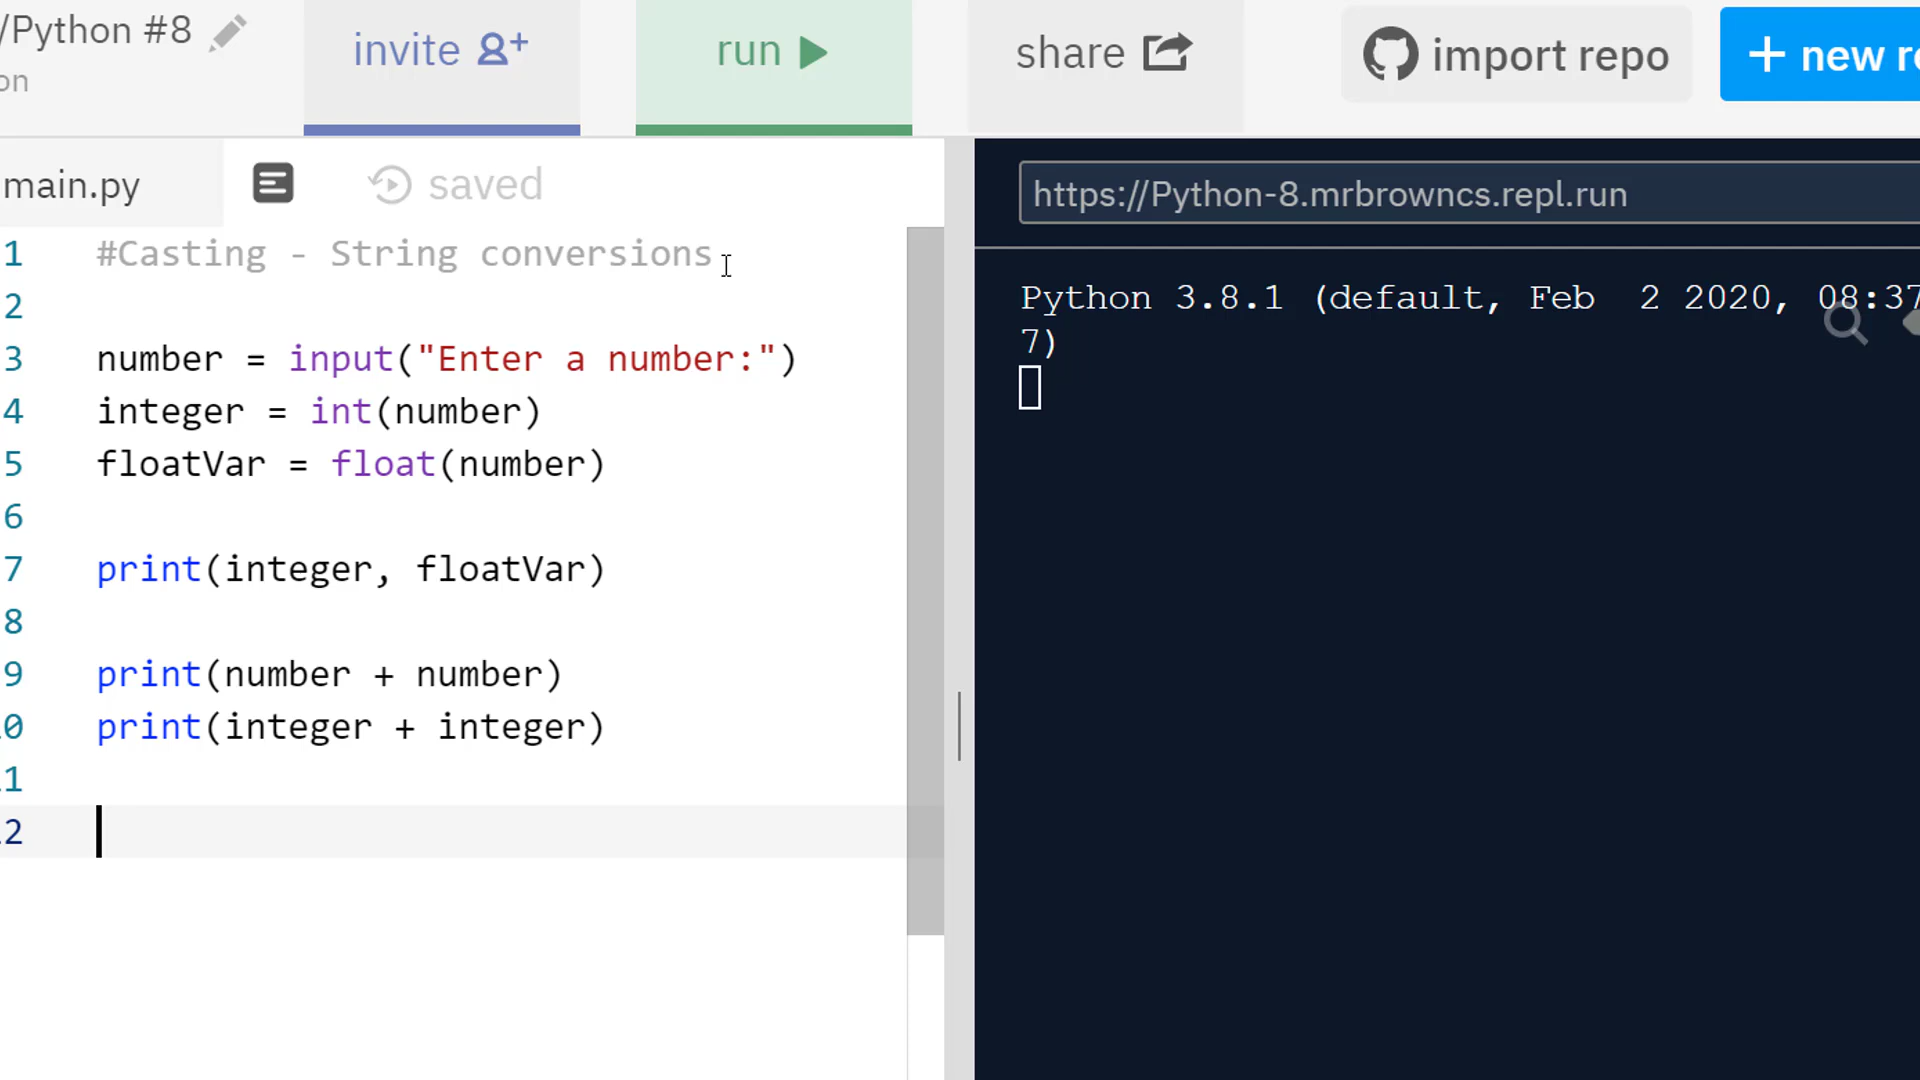 /Python #8
on
invite
run
share
import repo
+ new r
main.py
saved
1 #Casting - String conversions
2
3 number = input("Enter a number:")
4 integer = int(number)
5 floatVar = float(number)
6
7 print(integer, floatVar)
8
9 print(number + number)
0 print(integer + integer)
1
2
https://Python-8.mrbrowncs.repl.run
Python 3.8.1 (default, Feb  2 2020, 08:37
7)